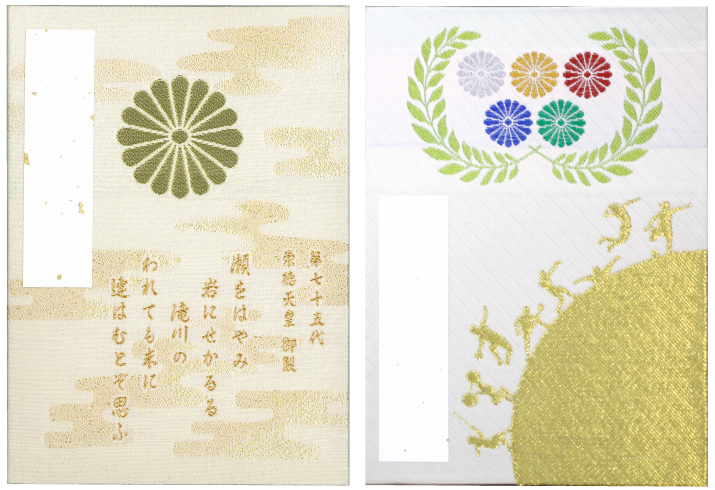 第七十五代
崇徳天皇 御製
瀬をはやみ
岩にせかるる
滝川の
われても末に
逢はむとぞ思ふ